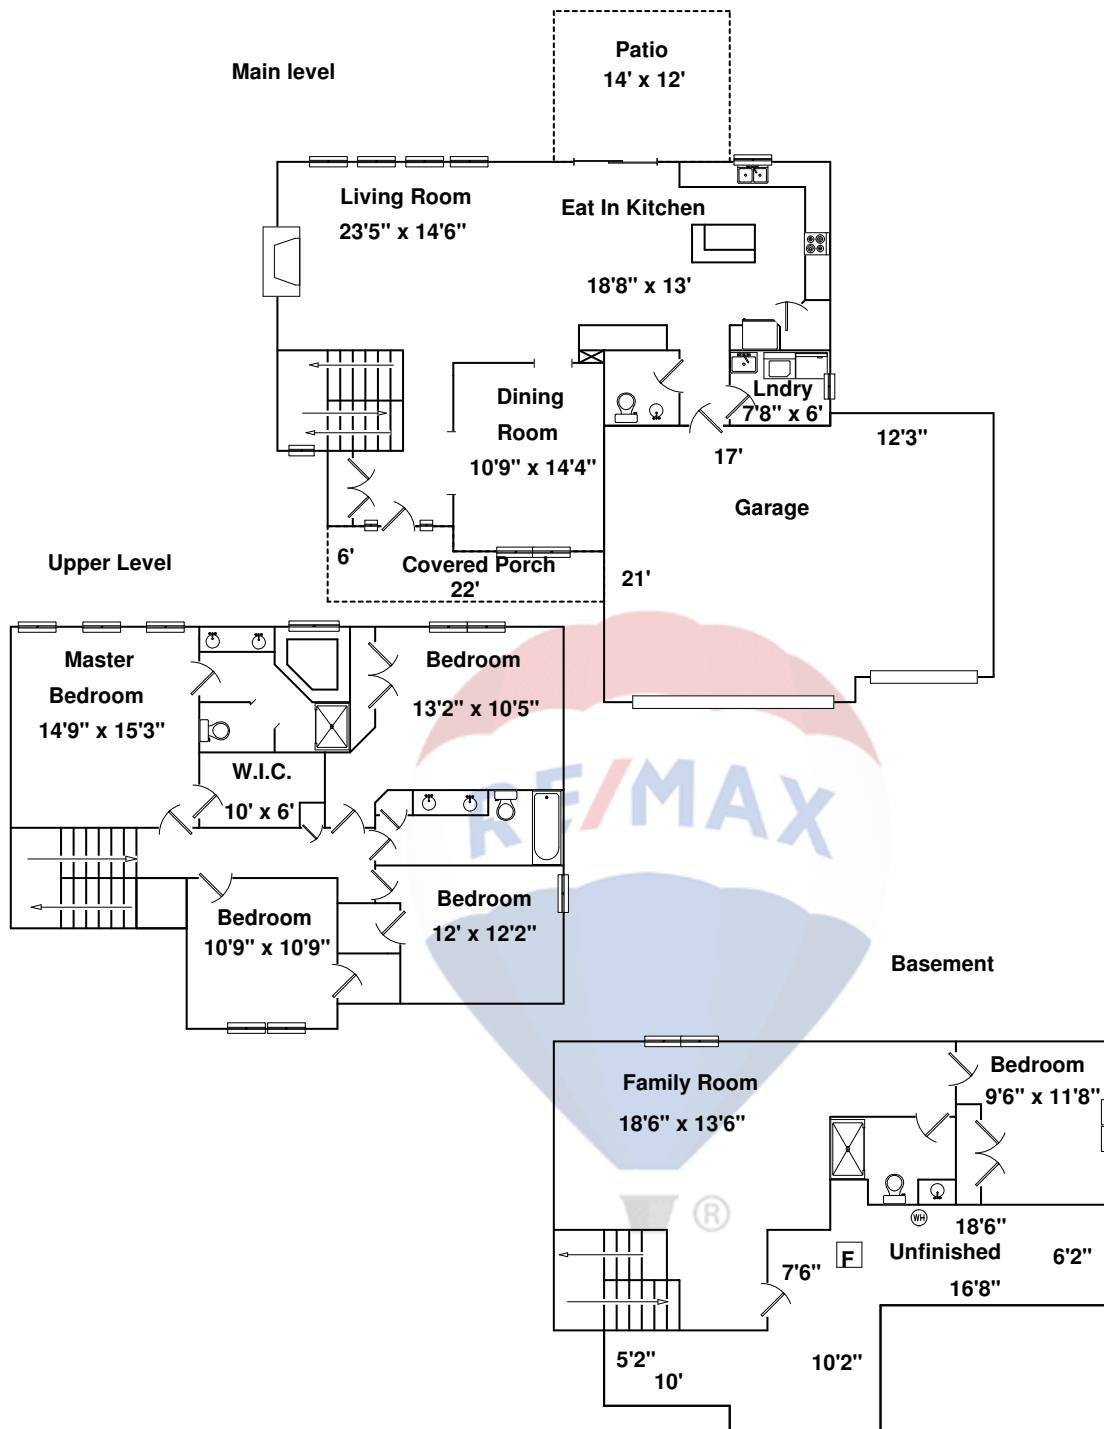 Main level
Patio
14' x 12'
Living Room
23'5" x 14'6"
Eat In Kitchen
18'8" x 13'
Dining
Room
10'9" x 14'4"
Lndry
7'8" x 6'
17'
12'3"
Garage
21'
6'
Covered Porch
22'
Upper Level
Master
Bedroom
14'9" x 15'3"
Bedroom
13'2" x 10'5"
W.I.C.
10' x 6'
Bedroom
10'9" x 10'9"
Bedroom
12' x 12'2"
RE/MAX
®
Basement
Family Room
18'6" x 13'6"
Bedroom
9'6" x 11'8"
WH
18'6"
Unfinished
F
7'6"
6'2"
16'8"
5'2"
10'
10'2"